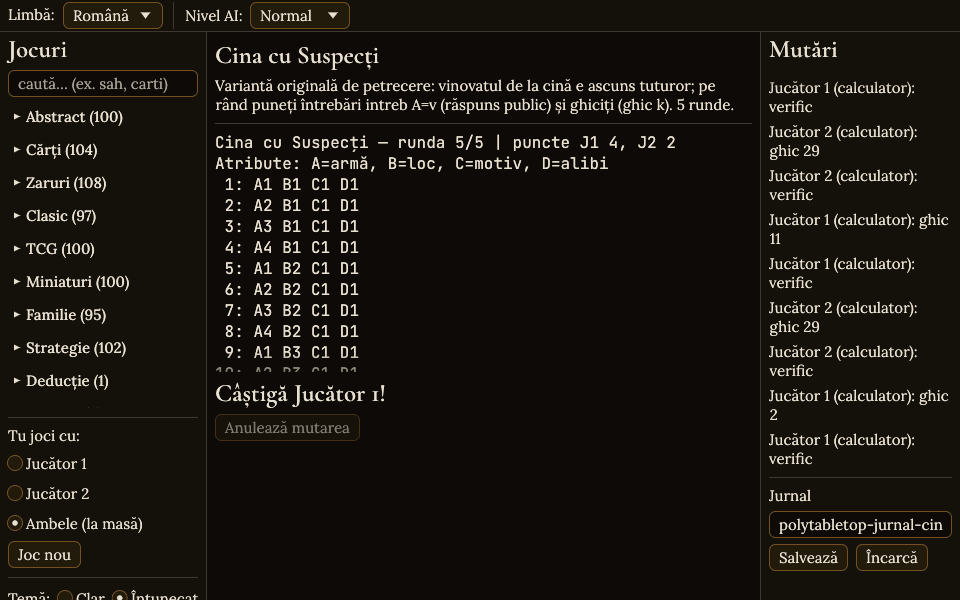 Limbă: Română ▼ Nivel AI: Normal ▼
Jocuri
caută... (ex. sah, carti)
▸ Abstract (100)
▸ Cărți (104)
▸ Zaruri (108)
▸ Clasic (97)
▸ TCG (100)
▸ Miniaturi (100)
▸ Familie (95)
▸ Strategie (102)
▸ Deducție (1)
Tu joci cu:
Jucător 1
Jucător 2
Ambele (la masă)
Joc nou
Temă: Clar Întunecat
Cina cu Suspecți
Variantă originală de petrecere: vinovatul de la cină e ascuns tuturor; pe
rând puneți întrebări intreb A=v (răspuns public) și ghiciți (ghic k). 5 runde.
Cina cu Suspecți — runda 5/5 | puncte J1 4, J2 2
Atribute: A=armă, B=loc, C=motiv, D=alibi
1: A1 B1 C1 D1
2: A2 B1 C1 D1
3: A3 B1 C1 D1
4: A4 B1 C1 D1
5: A1 B2 C1 D1
6: A2 B2 C1 D1
7: A3 B2 C1 D1
8: A4 B2 C1 D1
9: A1 B3 C1 D1
10: A2 B3 C1 D1
Câștigă Jucător 1!
Anulează mutarea
Mutări
Jucător 1 (calculator):
verific
Jucător 2 (calculator):
ghic 29
Jucător 2 (calculator):
verific
Jucător 1 (calculator): ghic
11
Jucător 1 (calculator):
verific
Jucător 2 (calculator):
ghic 29
Jucător 2 (calculator):
verific
Jucător 1 (calculator): ghic
2
Jucător 1 (calculator):
verific
Jurnal
polytabletop-jurnal-cin
Salvează Încarcă